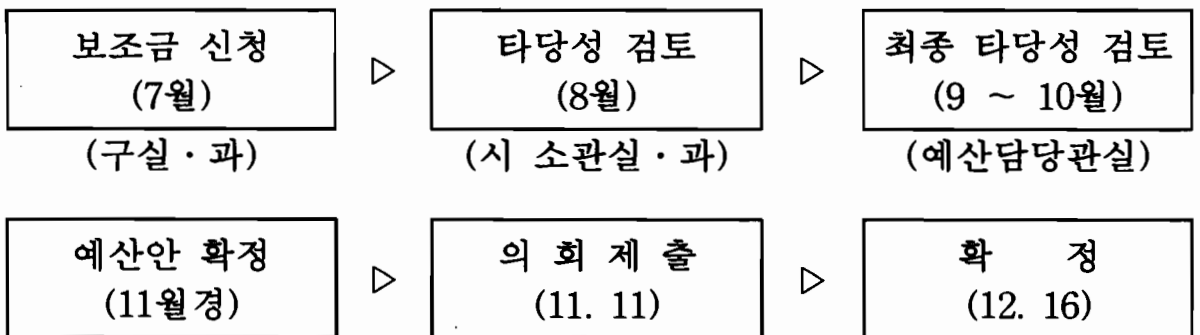 보조금 신청 ▷ 타당성 검토 ▷ 최종 타당성 검토
(7월) (8월) (9 ~ 10월)
(구실·과) (시 소관실·과) (예산담당관실)
예산안 확정 ▷ 의 회 제 출 ▷ 확 정
(11월경) (11. 11) (12. 16)